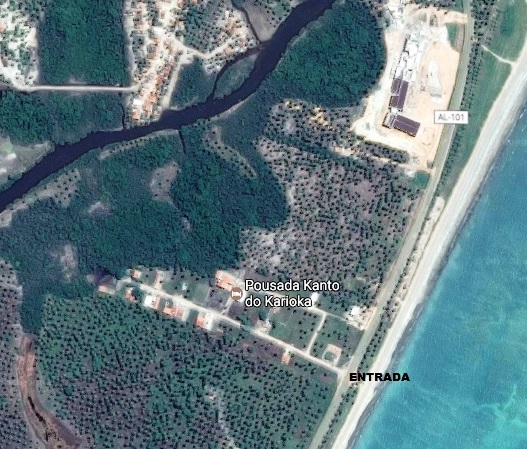 AL-101
Pousada Kanto
do Karioka
ENTRADA